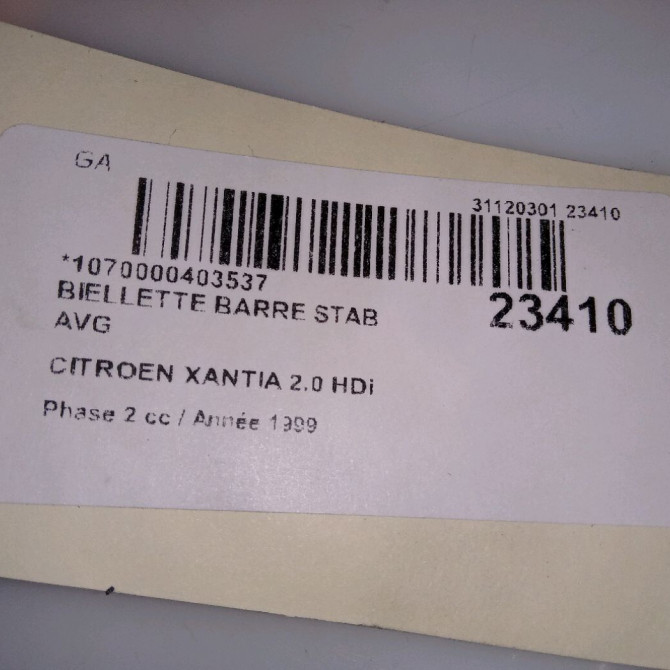 GA
31120301 23410
*1070000403537
23410
BIELLETTE BARRE STAB
AVG
CITROEN XANTIA 2.0 HDi
Phase 2 cc / Année 1999